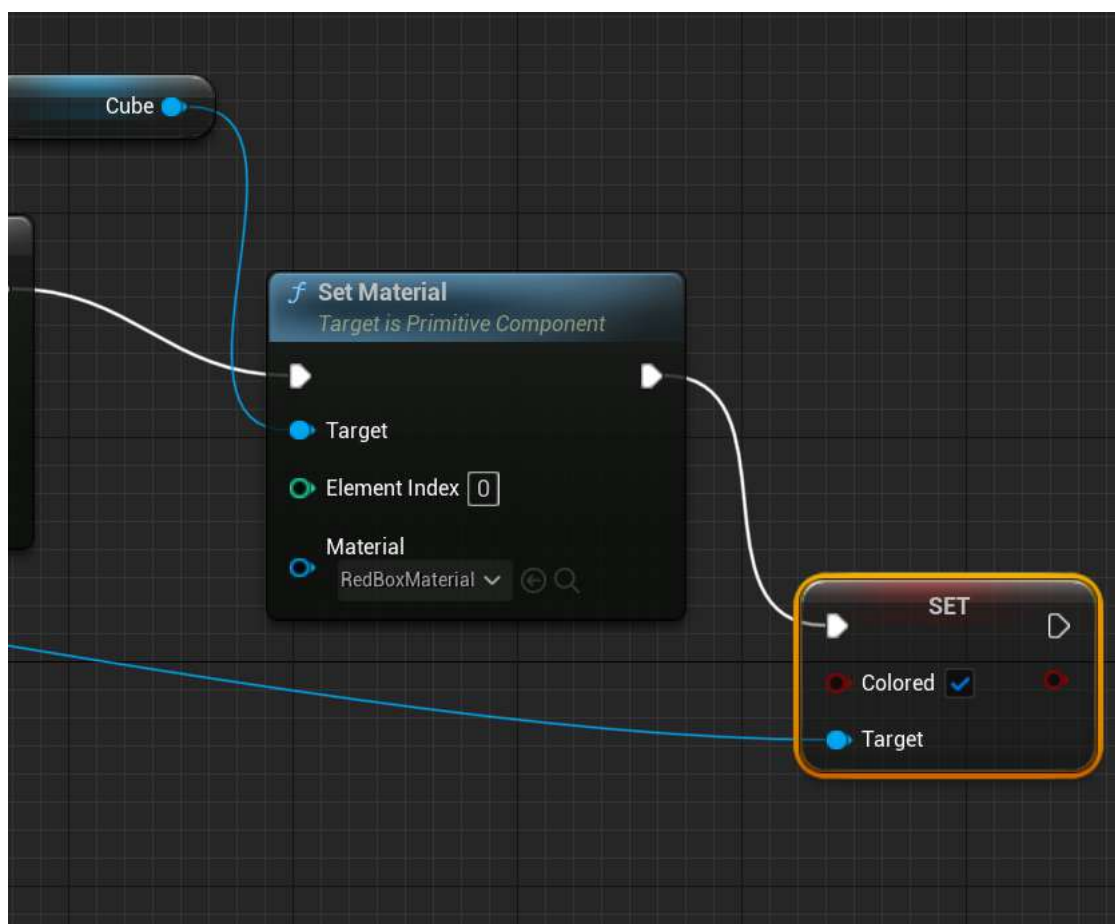 Cube
f Set Material
Target is Primitive Component
Target
Element Index 0
Material
RedBoxMaterial
SET
Colored
Target